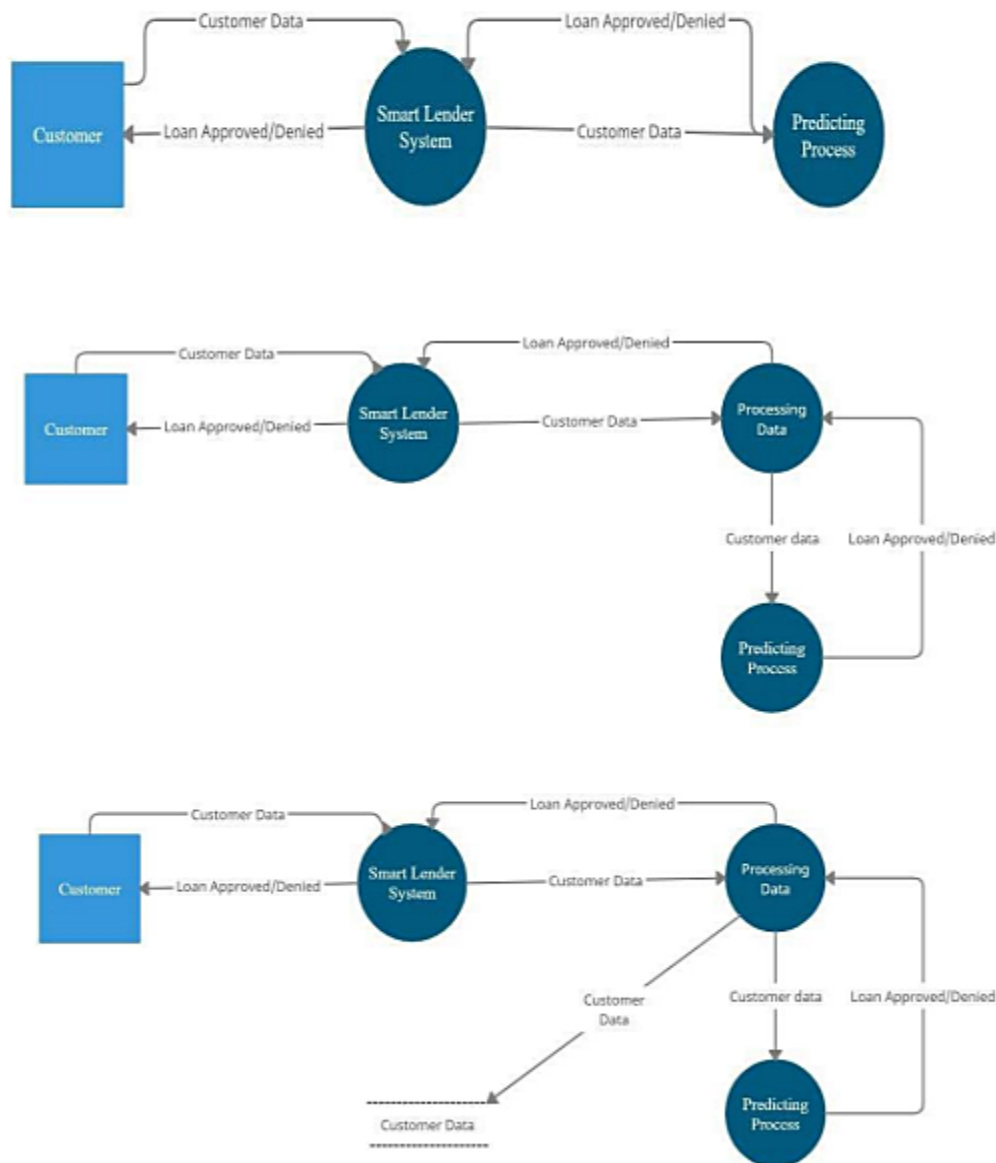 Customer Data
Loan Approved/Denied
Customer
Loan Approved/Denied
Smart Lender
System
Customer Data
Predicting
Process
Customer Data
Loan Approved/Denied
Customer
Loan Approved/Denied
Smart Lender
System
Customer Data
Processing
Data
Customer data
Loan Approved/Denied
Predicting
Process
Customer Data
Loan Approved/Denied
Customer
Loan Approved/Denied
Smart Lender
System
Customer Data
Processing
Data
Customer
Data
Customer data
Loan Approved/Denied
Customer Data
Predicting
Process